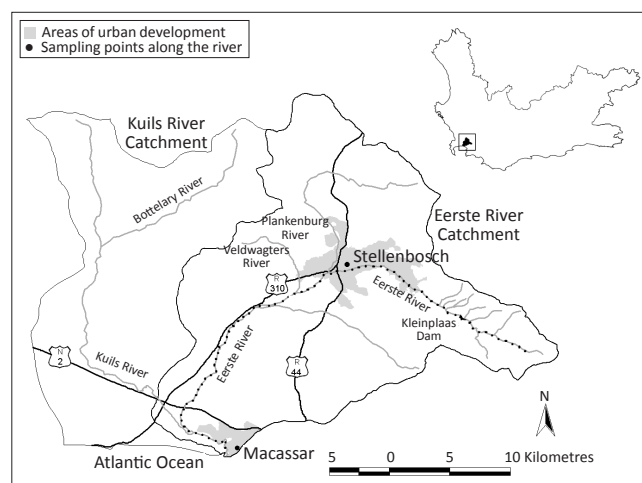 Areas of urban development
Sampling points along the river
Kuils River
Catchment
Bottelary River
Plankenburg
River
Eerste River
Catchment
Veldwagters
River
Stellenbosch
R
310
Eerste River
Kleinplaas
Dam
N
2
Kuils River
Eerste River
R
44
N
Atlantic Ocean
Macassar
5 0 5 10 Kilometres